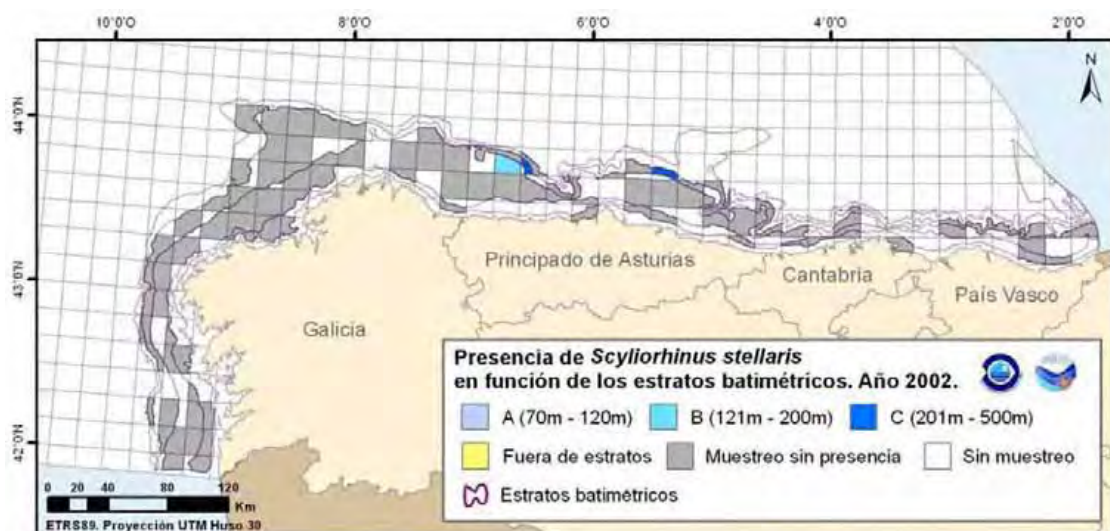 10°0'O 8°0'O 6°0'O 4°0'O 2°0'O
N
44°0'N
43°0'N
42°0'N
Principado de Asturias
Cantabria
País Vasco
Galicia
Presencia de Scyliorhinus stellaris
en función de los estratos batimétricos. Año 2002.
A (70m - 120m) B (121m - 200m) C (201m - 500m)
Fuera de estratos Muestreo sin presencia Sin muestreo
Estratos batimétricos
0 10 20 40 60 80 120
Km
ETRS89. Proyección UTM Huso 30